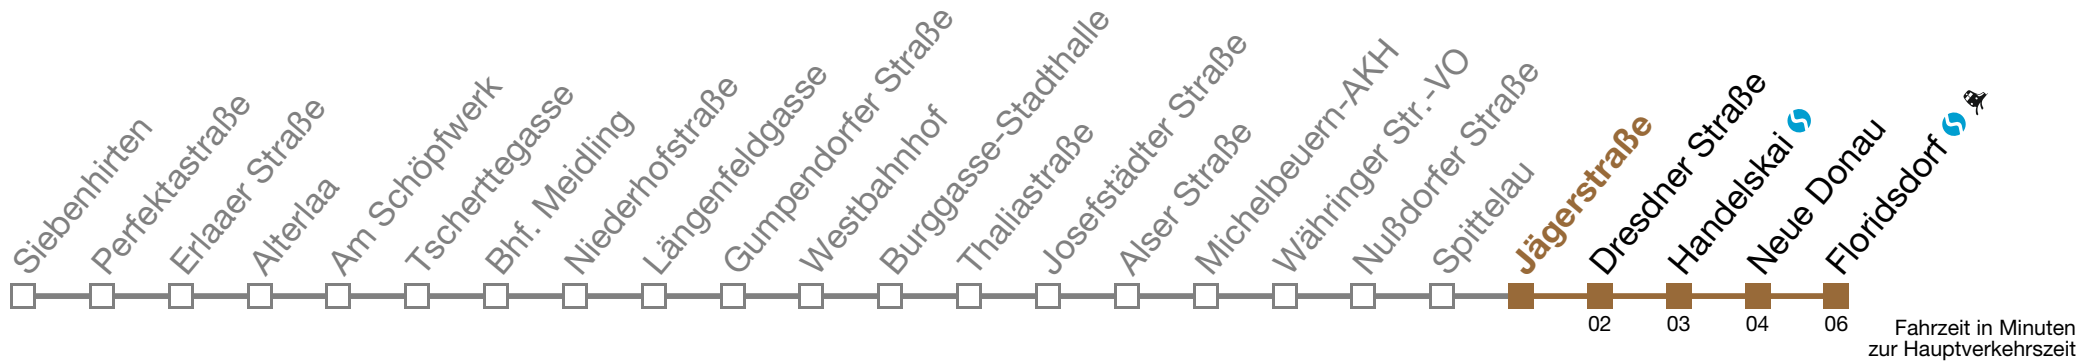 Siebenhirten
Perfektastraße
Erlaaer Straße
Alterlaa
Am Schöpfwerk
Tscherttegasse
Bhf. Meidling
Niederhofstraße
Längenfeldgasse
Gumpendorfer Straße
Westbahnhof
Burggasse-Stadthalle
Thaliastraße
Josefstädter Straße
Alser Straße
Michelbeuern-AKH
Währinger Str.-VO
Nußdorfer Straße
Spittelau
Jägerstraße
Dresdner Straße
Handelskai
Neue Donau
Floridsdorf
02
03
04
06
Fahrzeit in Minuten
zur Hauptverkehrszeit